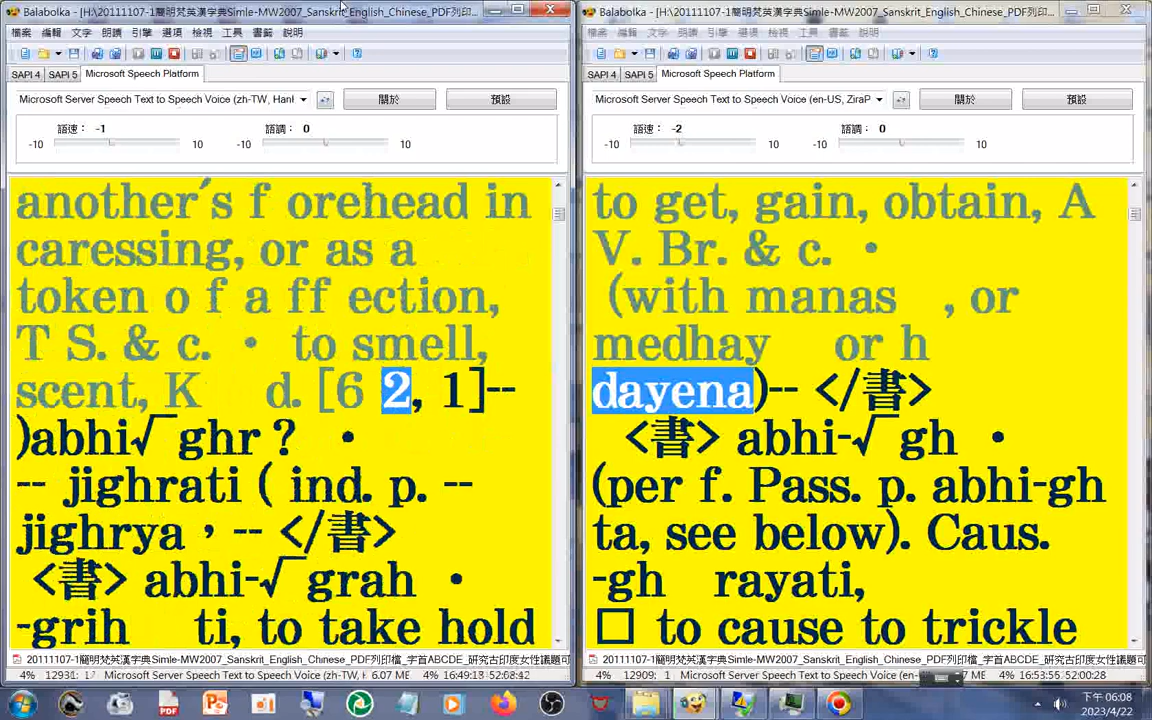 Balabolka - [H:\20111107-1簡明梵英漢字典Simle-MW2007_Sanskrit_English_Chinese_PDF列印...
檔案 編輯 文字 朗讀 引擎 選項 檢視 工具 書籤 說明
SAPI 4 SAPI 5 Microsoft Speech Platform
Microsoft Server Speech Text to Speech Voice (zh-TW, Hanl
關於 預設
語速： -1 語調： 0
-10 10 -10 10
another's f orehead in
caressing, or as a
token o f a ff ection,
T S. & c. • to smell,
scent, K d. [6 2, 1]--
)abhi√ ghr？ •
-- jighrati ( ind. p. --
jighrya，-- </書>
<書> abhi-√ grah •
-grih ti, to take hold
20111107-1簡明梵英漢字典Simle-MW2007_Sanskrit_English_Chinese_PDF列印檔_字首ABCDE_研究古印度女性議題可
4% 16:49:18 52:68:42 Microsoft Server Speech Text to Speech Voice (zh-TW, H 6.07 ME
Balabolka - [H:\20111107-1簡明梵英漢字典Simle-MW2007_Sanskrit_English_Chinese_PDF列印...
檔案 編輯 文字 朗讀 引擎 選項 檢視 工具 書籤 說明
SAPI 4 SAPI 5 Microsoft Speech Platform
Microsoft Server Speech Text to Speech Voice (en-US, ZiraP
關於 預設
語速： -2 語調： 0
-10 10 -10 10
to get, gain, obtain, A
V. Br. & c. •
(with manas , or
medhay or h
dayena)-- </書>
<書> abhi-√ gh •
(per f. Pass. p. abhi-gh
ta, see below). Caus.
-gh rayati,
□ to cause to trickle
20111107-1簡明梵英漢字典Simle-MW2007_Sanskrit_English_Chinese_PDF列印檔_字首ABCDE_研究古印度女性議題可
4% 12909: 1 Microsoft Server Speech Text to Speech Voice 4% 16:53:55 52:00:28
下午 06:08
2023/4/22